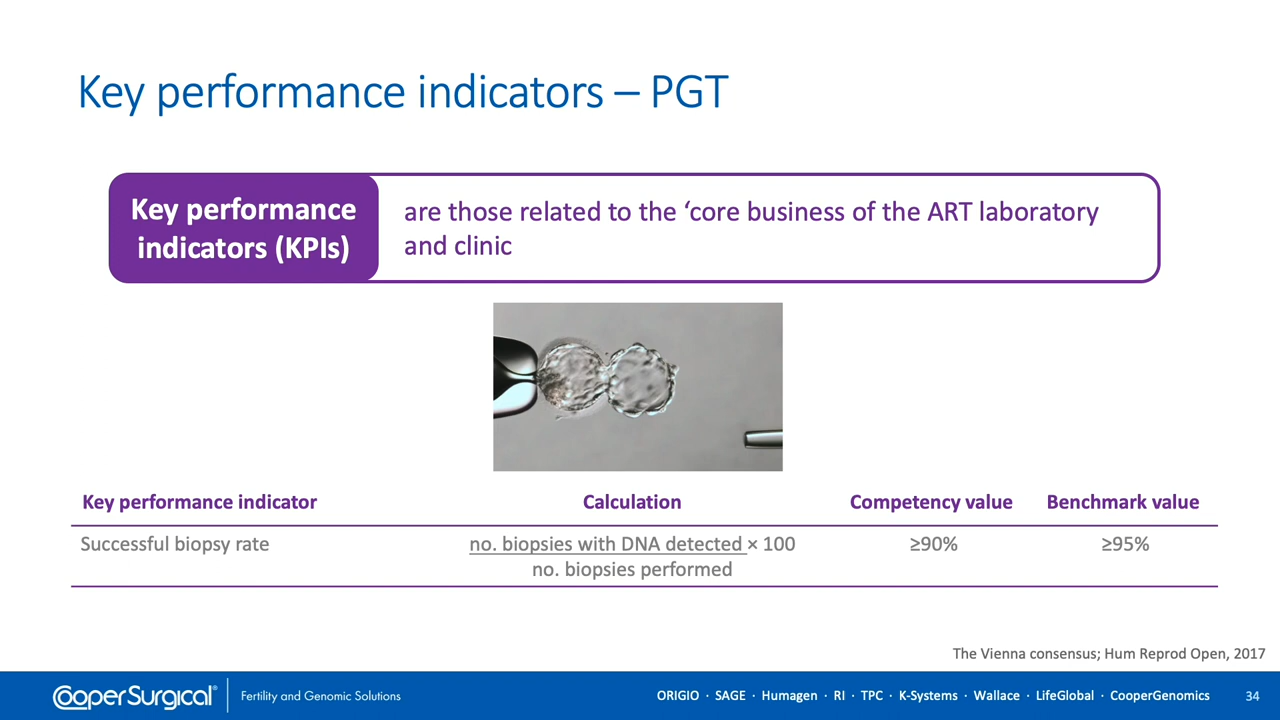 Key performance indicators – PGT
Key performance
indicators (KPIs)
are those related to the ‘core business of the ART laboratory
and clinic
Key performance indicator Calculation Competency value Benchmark value
Successful biopsy rate no. biopsies with DNA detected × 100 ≥90% ≥95%
no. biopsies performed
The Vienna consensus; Hum Reprod Open, 2017
CooperSurgical® Fertility and Genomic Solutions ORIGIO · SAGE · Humagen · RI · TPC · K-Systems · Wallace · LifeGlobal · CooperGenomics 34